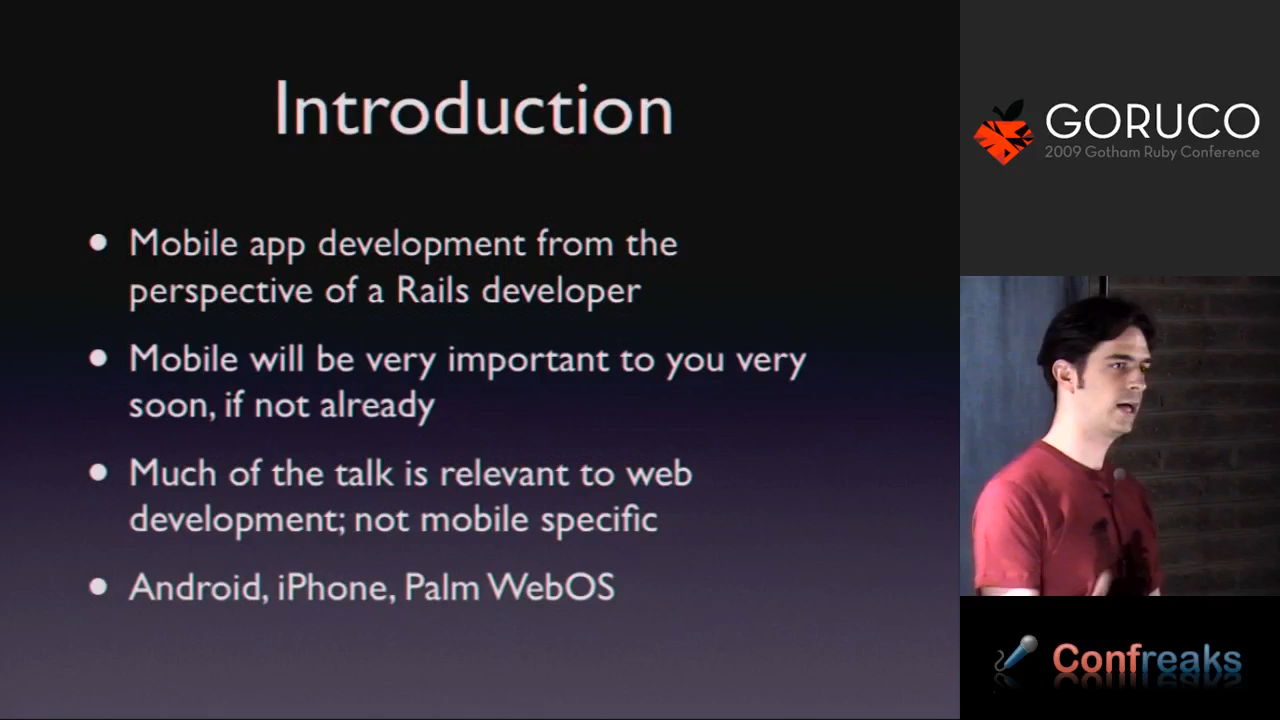 Introduction
• Mobile app development from the
perspective of a Rails developer
• Mobile will be very important to you very
soon, if not already
• Much of the talk is relevant to web
development; not mobile specific
• Android, iPhone, Palm WebOS
GORUCO
2009 Gotham Ruby Conference
Confreaks